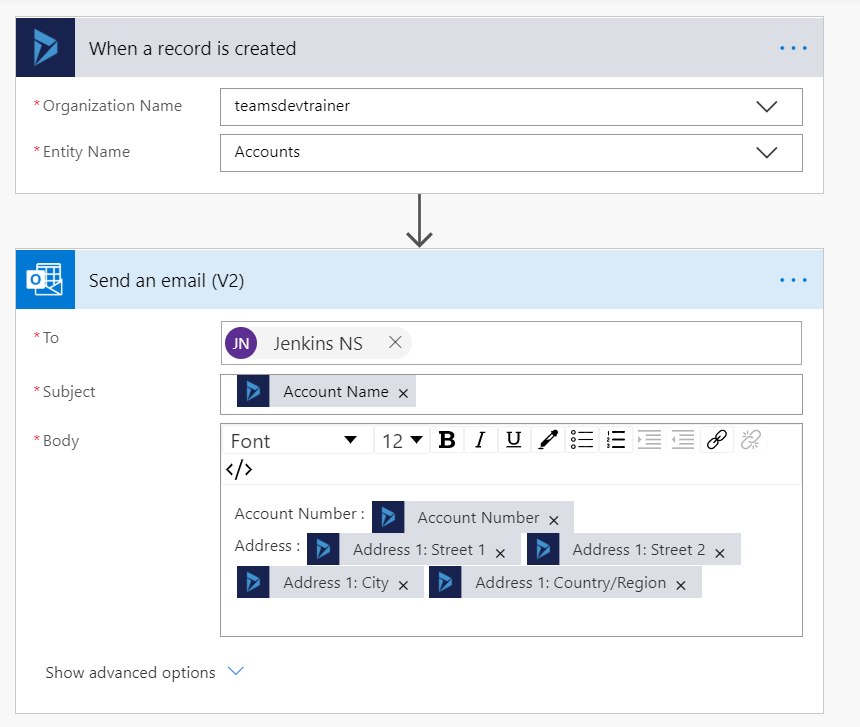 When a record is created
* Organization Name teamsdevtrainer
* Entity Name Accounts
Send an email (V2)
* To JN Jenkins NS
* Subject Account Name
* Body Font 12 B I U
</>
Account Number : Account Number
Address : Address 1: Street 1 Address 1: Street 2
Address 1: City Address 1: Country/Region
Show advanced options